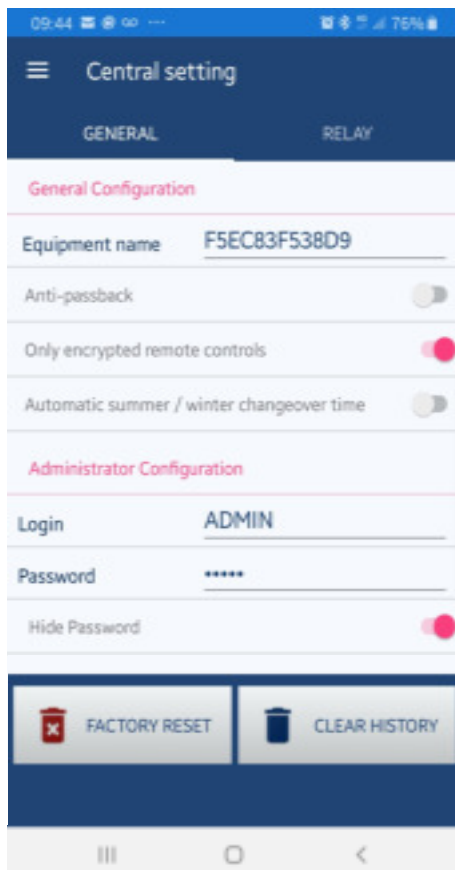 09:44 76%
Central setting
GENERAL RELAY
General Configuration
Equipment name F5EC83F538D9
Anti-passback
Only encrypted remote controls
Automatic summer / winter changeover time
Administrator Configuration
Login ADMIN
Password •••••
Hide Password
FACTORY RESET CLEAR HISTORY